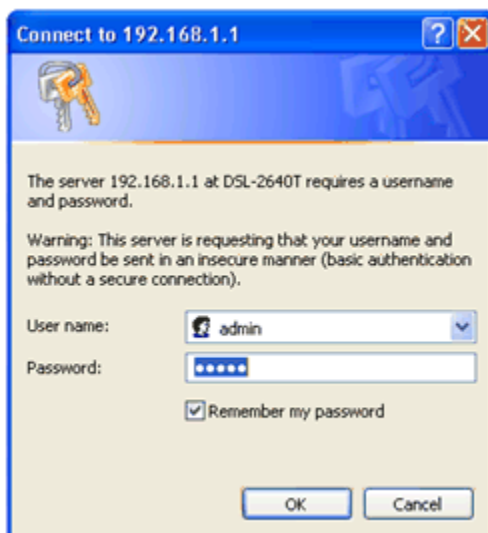 Connect to 192.168.1.1
The server 192.168.1.1 at DSL-2640T requires a username
and password.
Warning: This server is requesting that your username and
password be sent in an insecure manner (basic authentication
without a secure connection).
User name:
admin
Password:
●●●●●
Remember my password
OK
Cancel